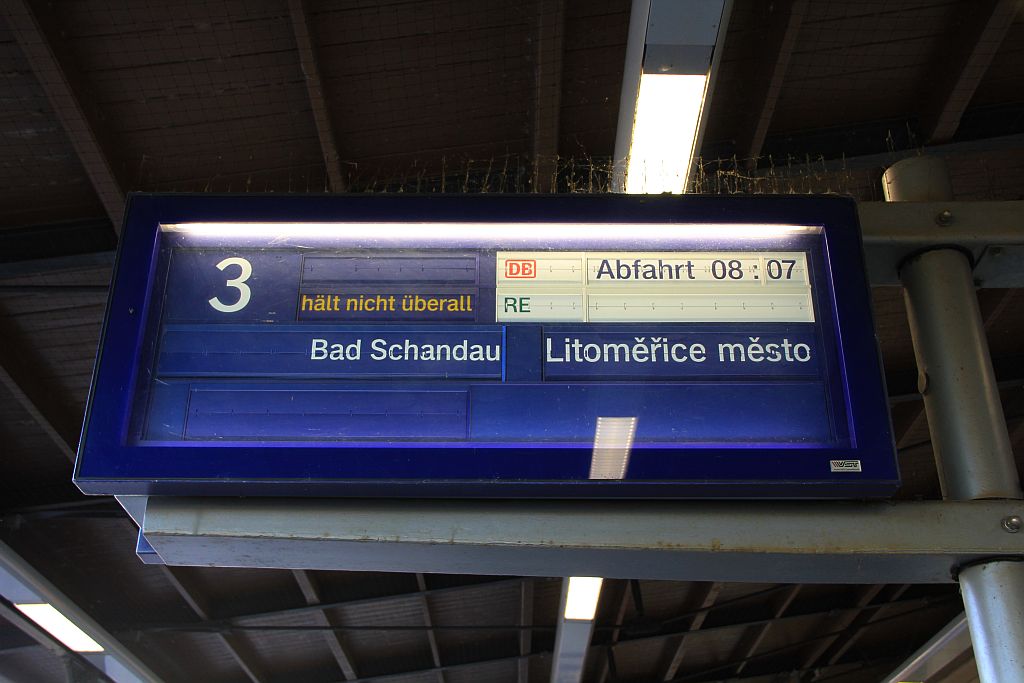 3
DB Abfahrt 08:07
hält nicht überall RE
Bad Schandau Litoměřice město